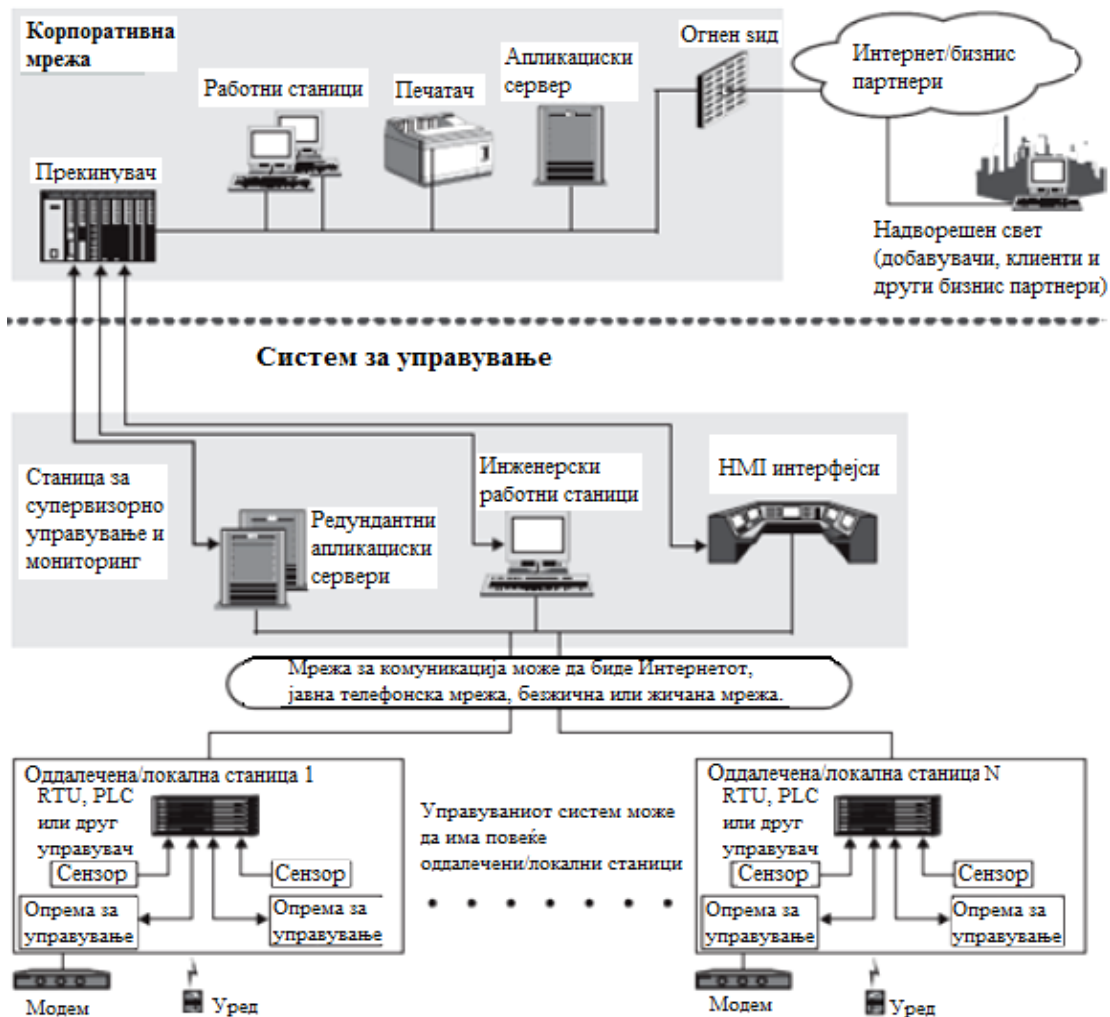 Корпоративна
мрежа
Работни станици
Печатач
Апликациски
сервер
Огнен ѕид
Интернет/бизнис
партнери
Прекинувач
Надворешен свет
(добавувачи, клиенти и
други бизнис партнери)
Систем за управување
Станица за
супервизорно
управување и
мониторинг
Редундантни
апликациски
сервери
Инженерски
работни станици
HMI интерфејси
Мрежа за комуникација може да биде Интернетот,
јавна телефонска мрежа, безжична или жичана мрежа.
Оддалечена/локална станица 1
RTU, PLC
или друг
управувач
Сензор
Сензор
Опрема за
управување
Опрема за
управување
Модем
Уред
Управуваниот систем може
да има повеќе
оддалечени/локални станици
Оддалечена/локална станица N
RTU, PLC
или друг
управувач
Сензор
Сензор
Опрема за
управување
Опрема за
управување
Модем
Уред